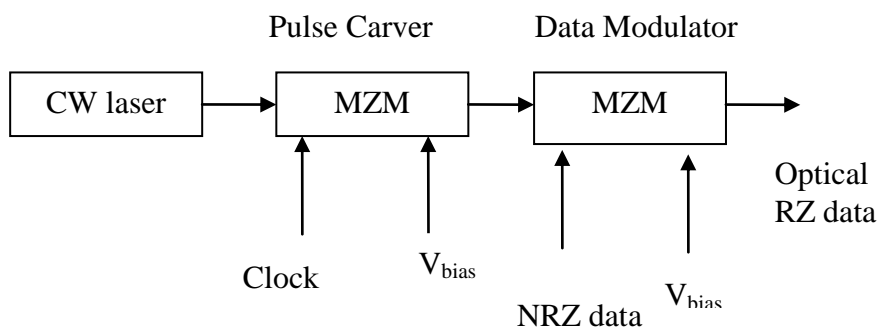 Pulse Carver
Data Modulator
CW laser
MZM
MZM
Optical
RZ data
Clock
Vbias
NRZ data
Vbias